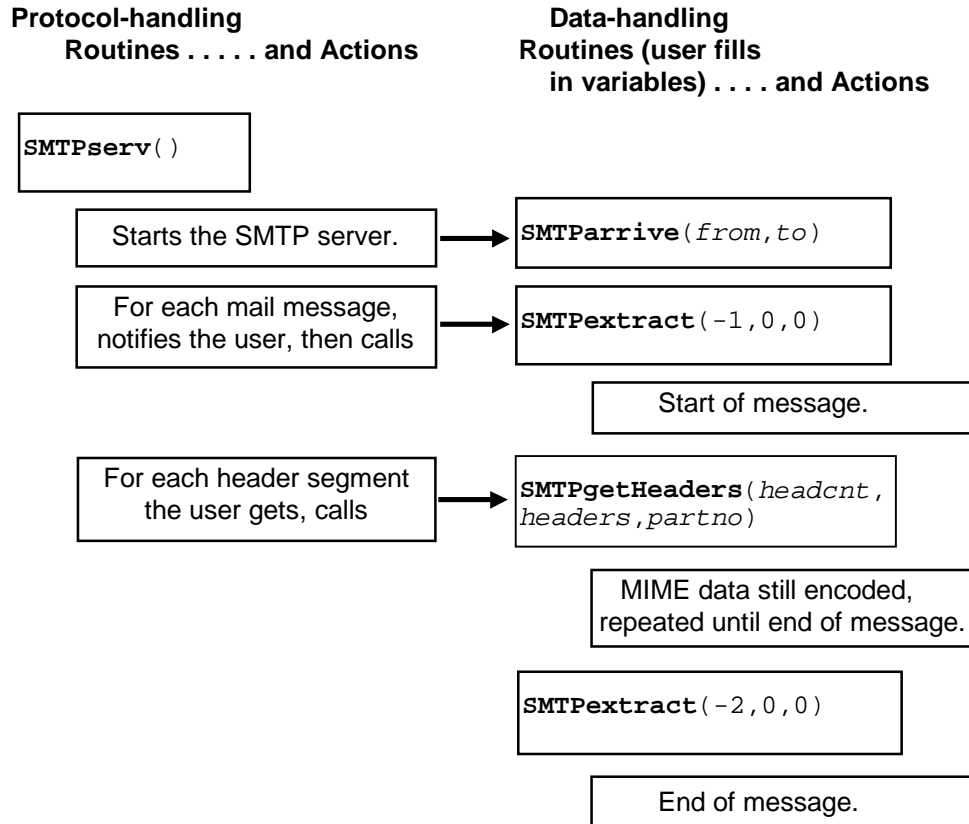 Protocol-handling
Routines . . . . . and Actions
Data-handling
Routines (user fills
in variables) . . . . and Actions
SMTPserv()
Starts the SMTP server.
SMTParrive(from,to)
For each mail message,
notifies the user, then calls
SMTPextract(-1,0,0)
Start of message.
For each header segment
the user gets, calls
SMTPgetHeaders(headcnt,
headers,partno)
MIME data still encoded,
repeated until end of message.
SMTPextract(-2,0,0)
End of message.